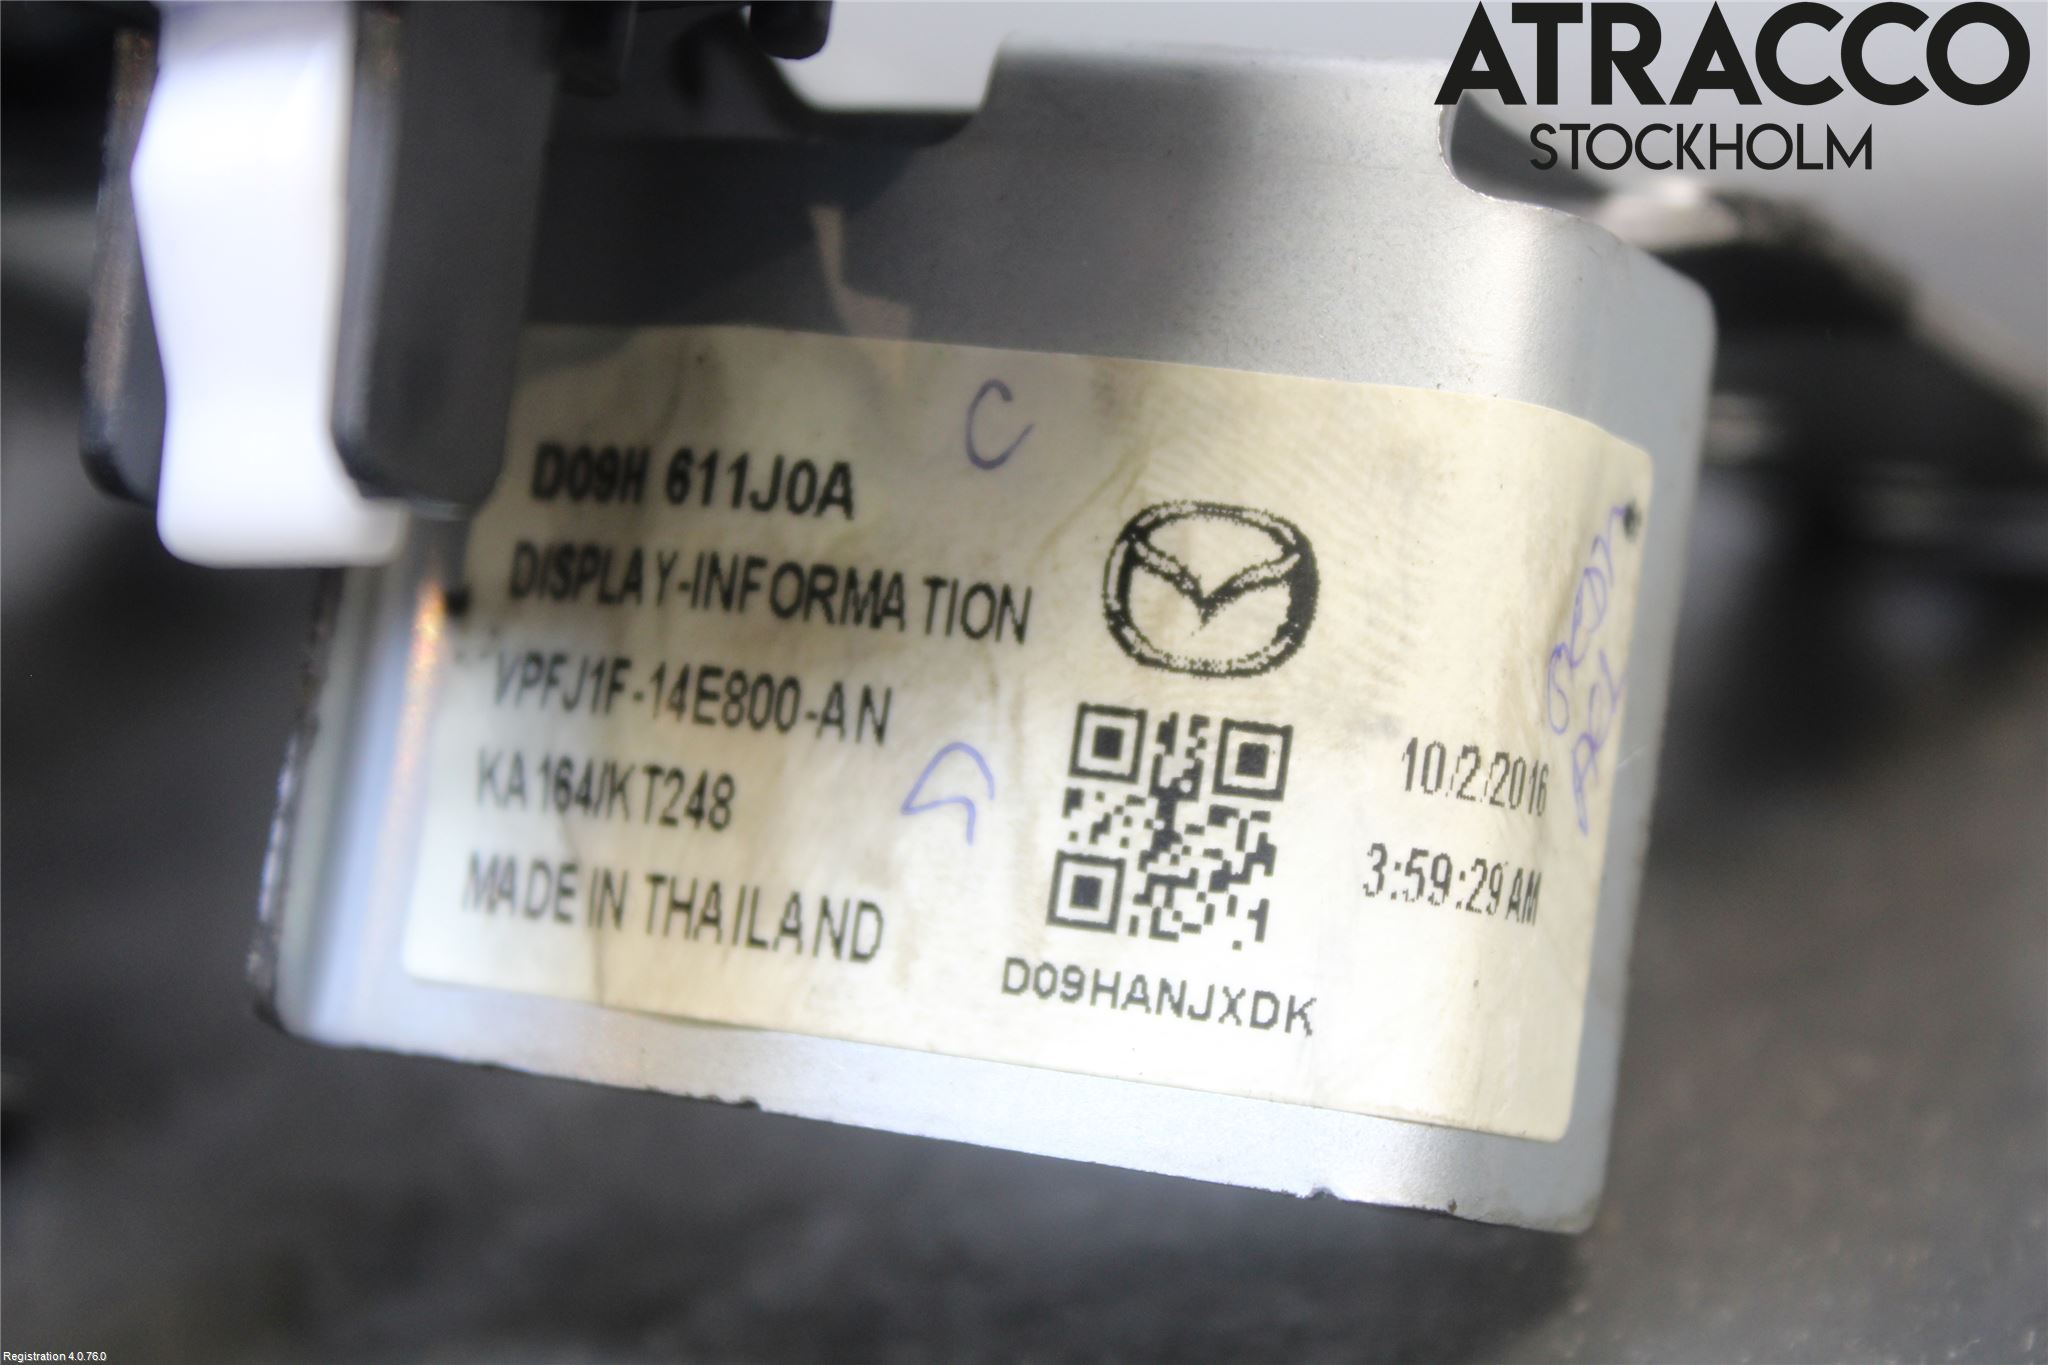 ATRACCO
STOCKHOLM
C
D09H 611J0A
DISPLAY-INFORMATION
VPFJ1F-14E800-AN
KA164/KT248
MADE IN THAILAND
10/2/2016
3:59:29 AM
D09HANJXDK
Registration 4.0.76.0